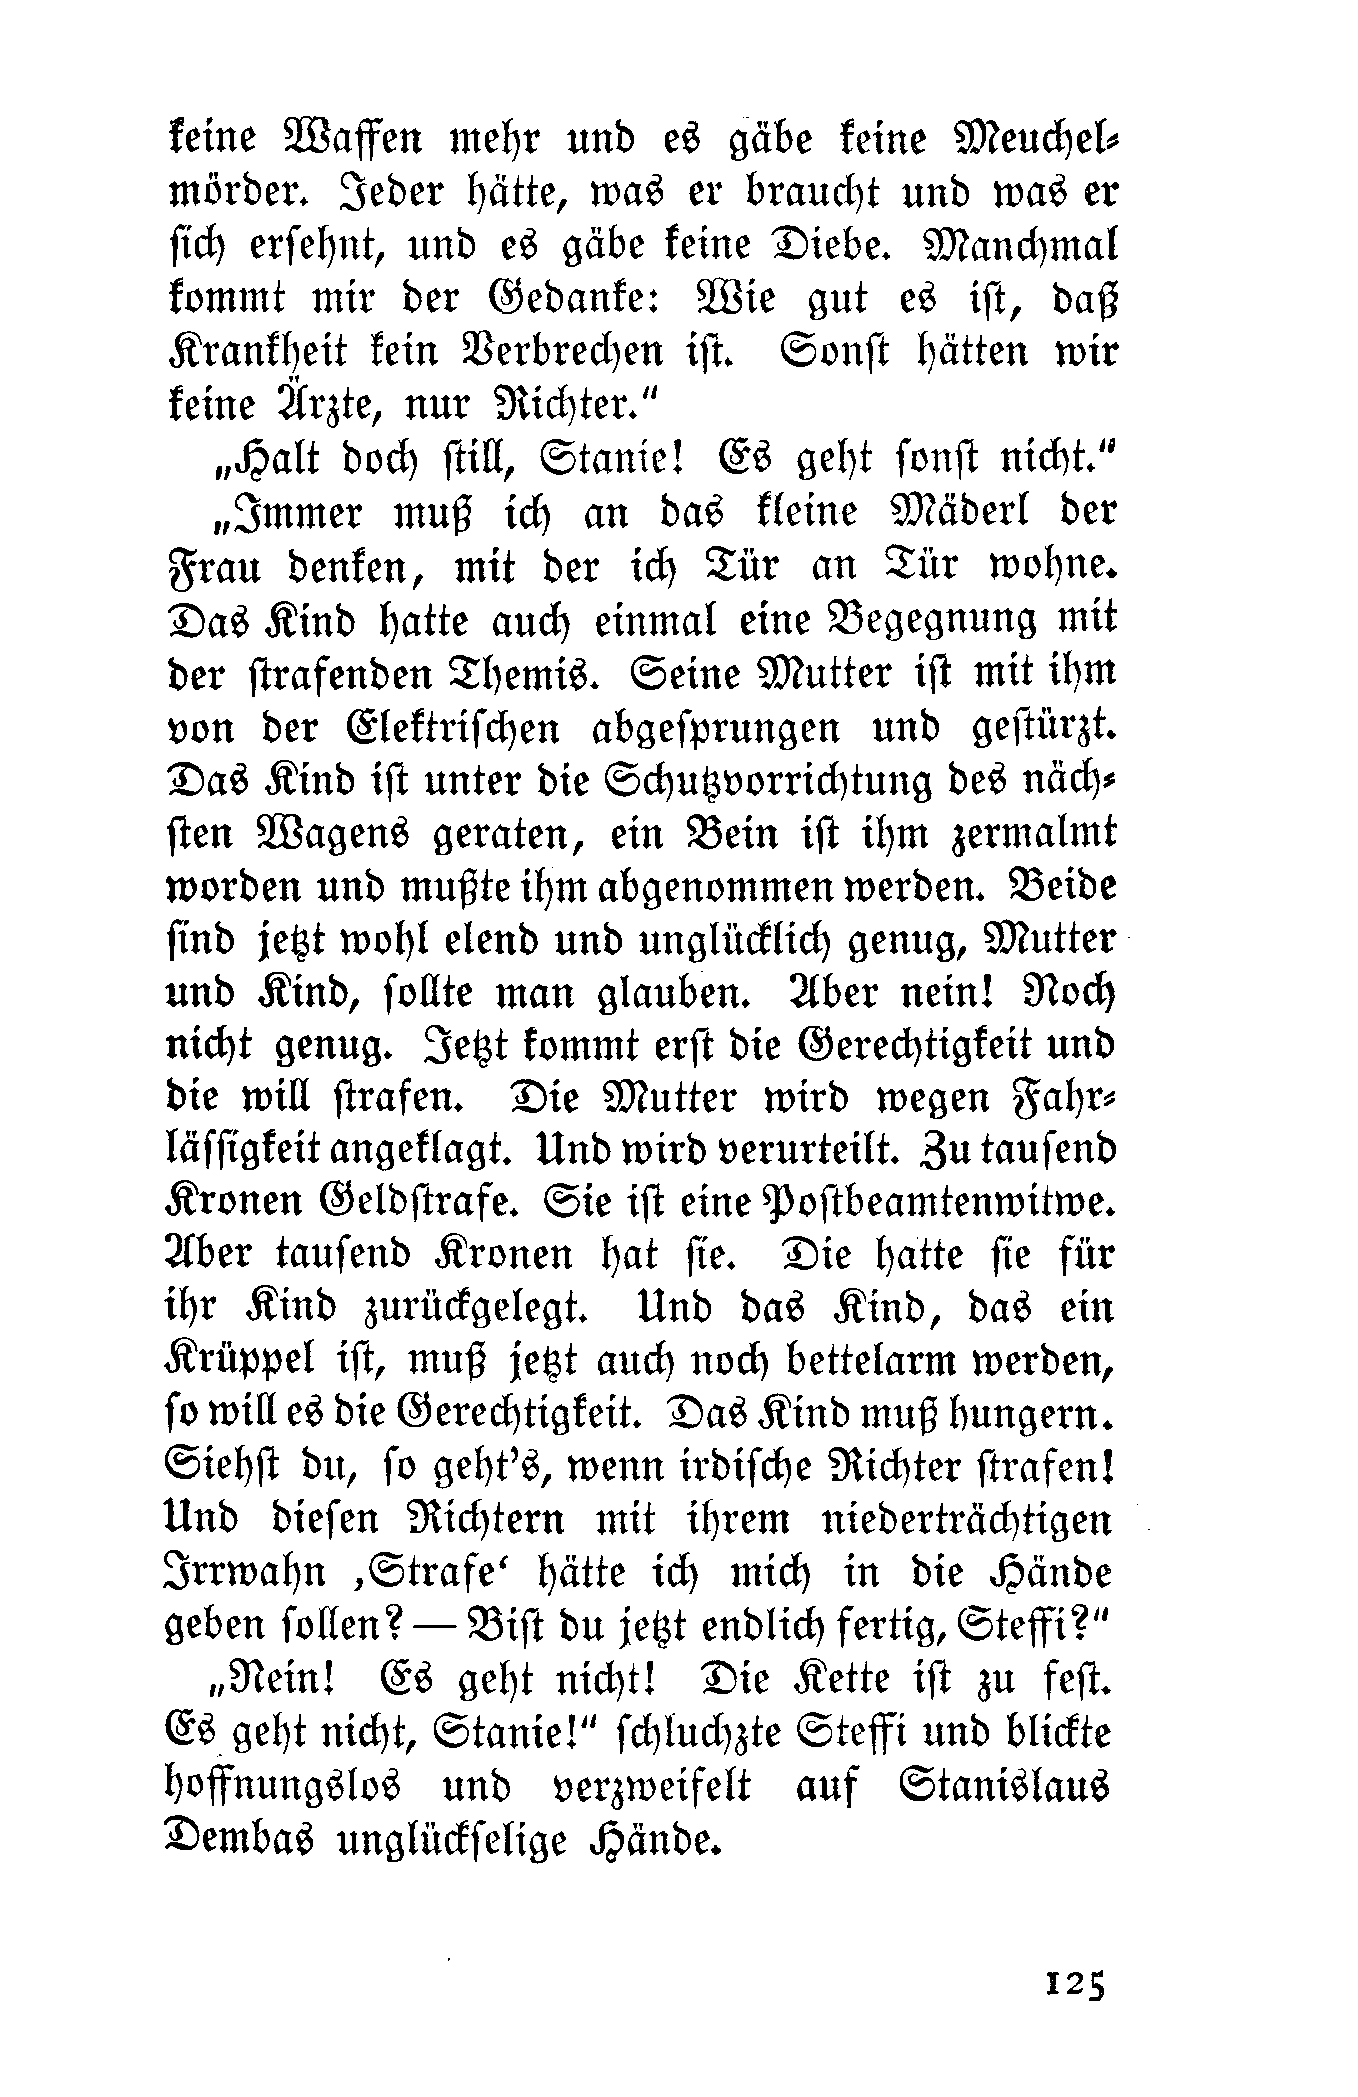 keine Waffen mehr und es gäbe keine Meuchel-
mörder. Jeder hätte, was er braucht und was er
sich ersehnt, und es gäbe keine Diebe. Manchmal
kommt mir der Gedanke: Wie gut es ist, daß
Krankheit kein Verbrechen ist. Sonst hätten wir
keine Ärzte, nur Richter.“
„Halt doch still, Stanie! Es geht sonst nicht.“
„Immer muß ich an das kleine Mäderl der
Frau denken, mit der ich Tür an Tür wohne.
Das Kind hatte auch einmal eine Begegnung mit
der strafenden Themis. Seine Mutter ist mit ihm
von der Elektrischen abgesprungen und gestürzt.
Das Kind ist unter die Schutzvorrichtung des näch-
sten Wagens geraten, ein Bein ist ihm zermalmt
worden und mußte ihm abgenommen werden. Beide
sind jetzt wohl elend und unglücklich genug, Mutter
und Kind, sollte man glauben. Aber nein! Noch
nicht genug. Jetzt kommt erst die Gerechtigkeit und
die will strafen. Die Mutter wird wegen Fahr-
lässigkeit angeklagt. Und wird verurteilt. Zu tausend
Kronen Geldstrafe. Sie ist eine Postbeamtenwitwe.
Aber tausend Kronen hat sie. Die hatte sie für
ihr Kind zurückgelegt. Und das Kind, das ein
Krüppel ist, muß jetzt auch noch bettelarm werden,
so will es die Gerechtigkeit. Das Kind muß hungern.
Siehst du, so geht’s, wenn irdische Richter strafen!
Und diesen Richtern mit ihrem niederträchtigen
Irrwahn ‚Strafe‘ hätte ich mich in die Hände
geben sollen? — Bist du jetzt endlich fertig, Steffi?“
„Nein! Es geht nicht! Die Kette ist zu fest.
Es geht nicht, Stanie!“ schluchzte Steffi und blickte
hoffnungslos und verzweifelt auf Stanislaus
Dembas unglückselige Hände.
125